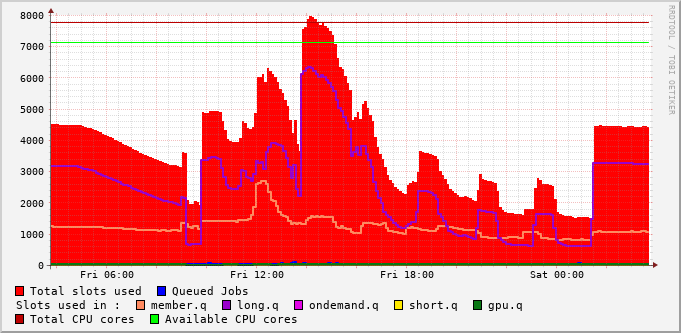 8000
7000
6000
5000
4000
3000
2000
1000
0
Fri 06:00 Fri 12:00 Fri 18:00 Sat 00:00
Total slots used Queued Jobs
Slots used in : member.q long.q ondemand.q short.q gpu.q
Total CPU cores Available CPU cores
RRDTOOL / TOBI OETIKER